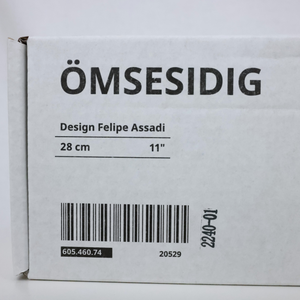 ÖMSESIDIG
Design Felipe Assadi
28 cm 11"
2240-01
605.460.74 20529